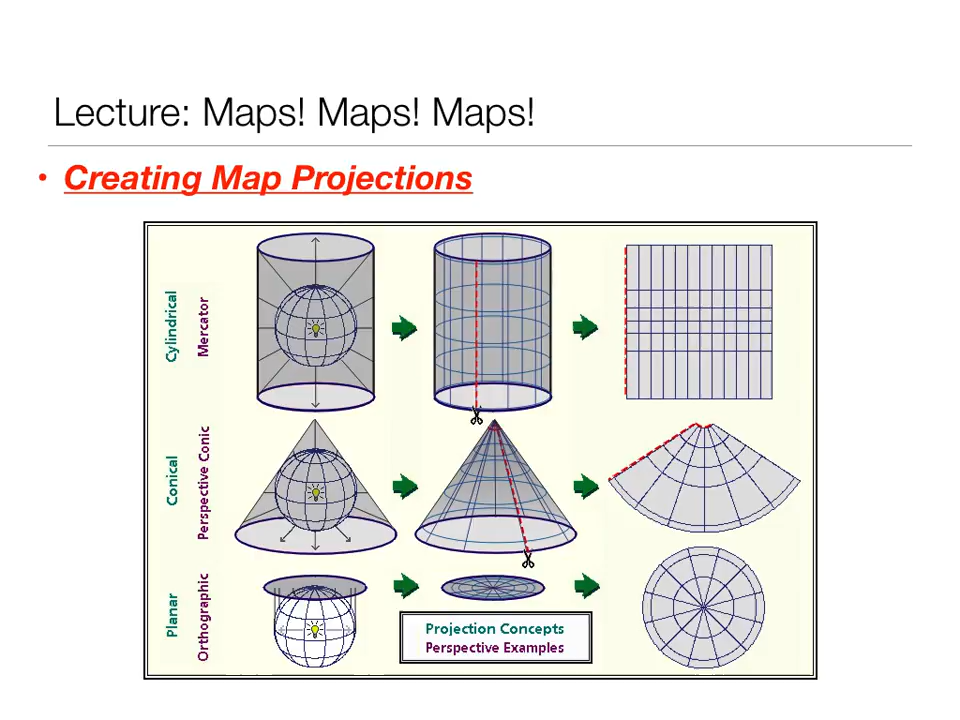 Lecture: Maps! Maps! Maps!
• Creating Map Projections
Cylindrical
Mercator
Conical
Perspective Conic
Planar
Orthographic
Projection Concepts
Perspective Examples